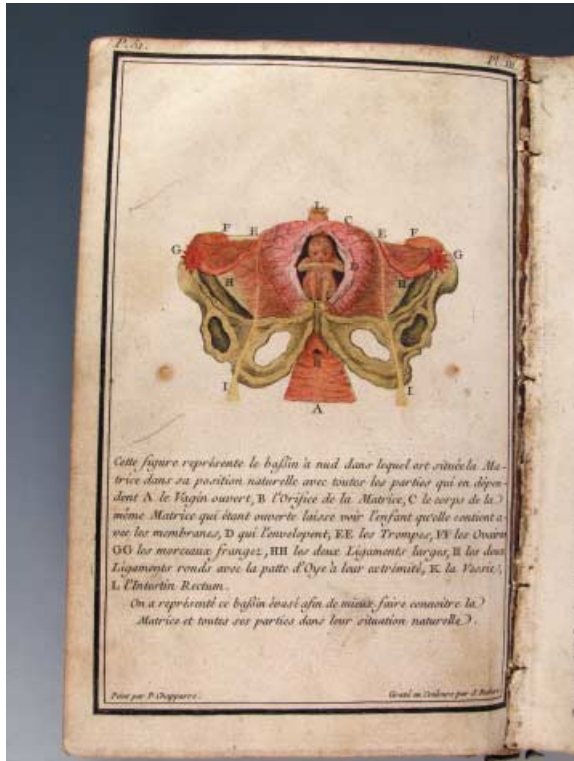 P. 61.
Pl. III.
L
F E C E F
G G
D
H H
B
I I
A
Cette figure représente le baſſin à nud dans lequel est située la Ma-
trice dans sa position naturelle avec toutes les parties qui en dépen-
dent A le Vagin ouvert, B l'Orifice de la Matrice, C le corps de la
même Matrice qui étant ouverte laisse voir l'enfant qu'elle contient a-
vec les membranes, D qui l'envelopent, EE les Trompes, FF les Ovaires
GG les morceaux frangez, HH les deux Ligaments larges, II les deux
Ligaments ronds avec la patte d'Oye à leur extrémité, K la Vessie,
L l'Intestin Rectum.
On a représenté ce baſſin évasé afin de mieux faire connoitre la
Matrice et toutes ses parties dans leur situation naturelle.
Peint par P. Chapparre.
Gravé en Couleurs par J. Robert